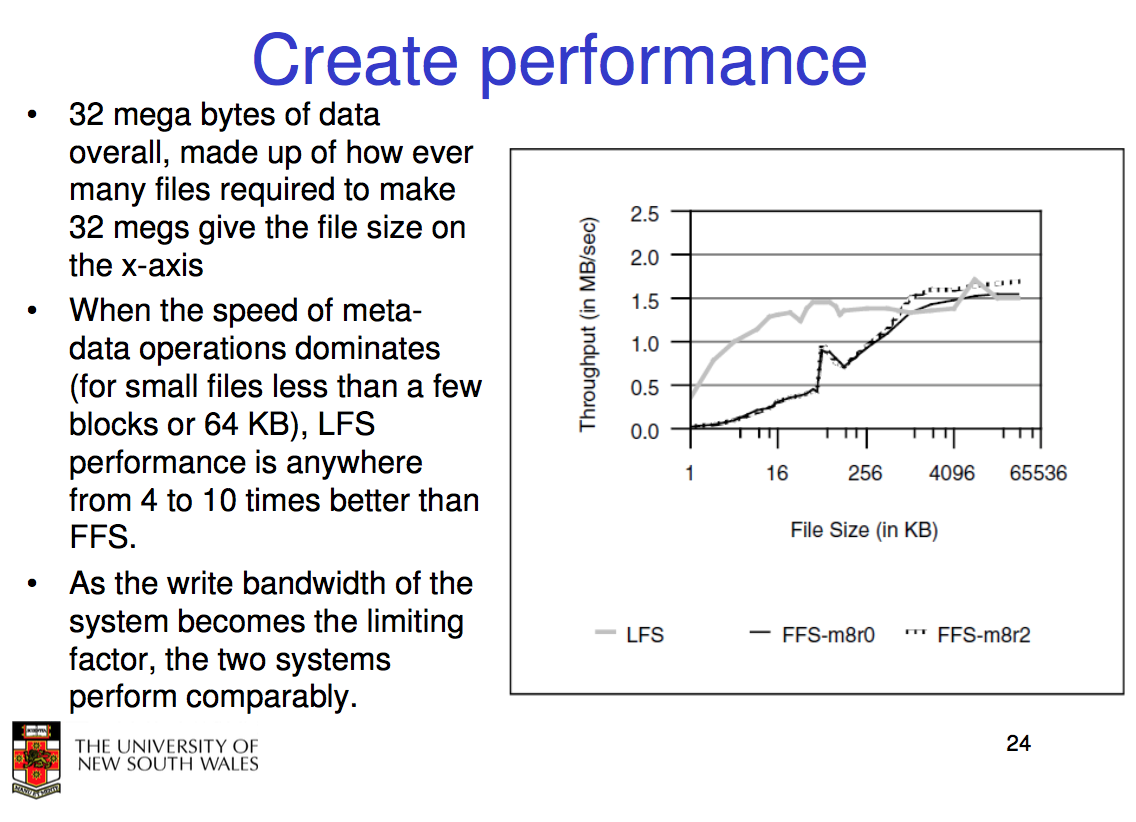 Create performance
• 32 mega bytes of data
overall, made up of how ever
many files required to make
32 megs give the file size on
the x-axis
• When the speed of meta-
data operations dominates
(for small files less than a few
blocks or 64 KB), LFS
performance is anywhere
from 4 to 10 times better than
FFS.
• As the write bandwidth of the
system becomes the limiting
factor, the two systems
perform comparably.
Throughput (in MB/sec)
2.5
2.0
1.5
1.0
0.5
0.0
1 16 256 4096 65536
File Size (in KB)
LFS FFS-m8r0 FFS-m8r2
THE UNIVERSITY OF
NEW SOUTH WALES
24